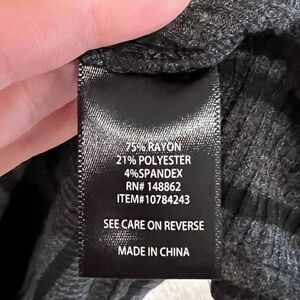 75% RAYON
21% POLYESTER
4%SPANDEX
RN# 148862
ITEM#10784243
SEE CARE ON REVERSE
MADE IN CHINA